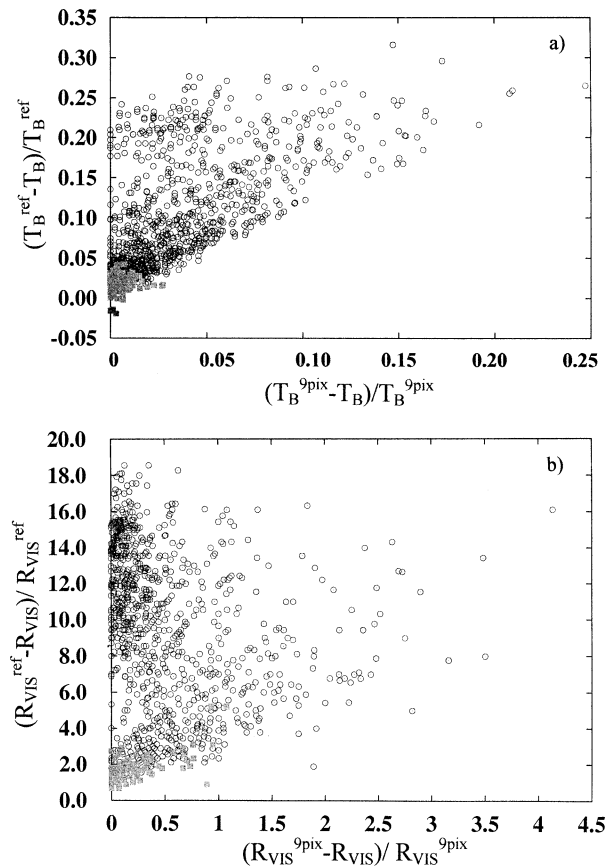 a)
0.35
0.30
0.25
0.20
0.15
0.10
0.05
0.00
-0.05
(T_B^ref-T_B)/T_B^ref
0 0.05 0.10 0.15 0.20 0.25
(T_B^9pix-T_B)/T_B^9pix
b)
20.0
18.0
16.0
14.0
12.0
10.0
8.0
6.0
4.0
2.0
0.0
(R_VIS^ref-R_VIS)/ R_VIS^ref
0 0.5 1 1.5 2 2.5 3 3.5 4 4.5
(R_VIS^9pix-R_VIS)/ R_VIS^9pix